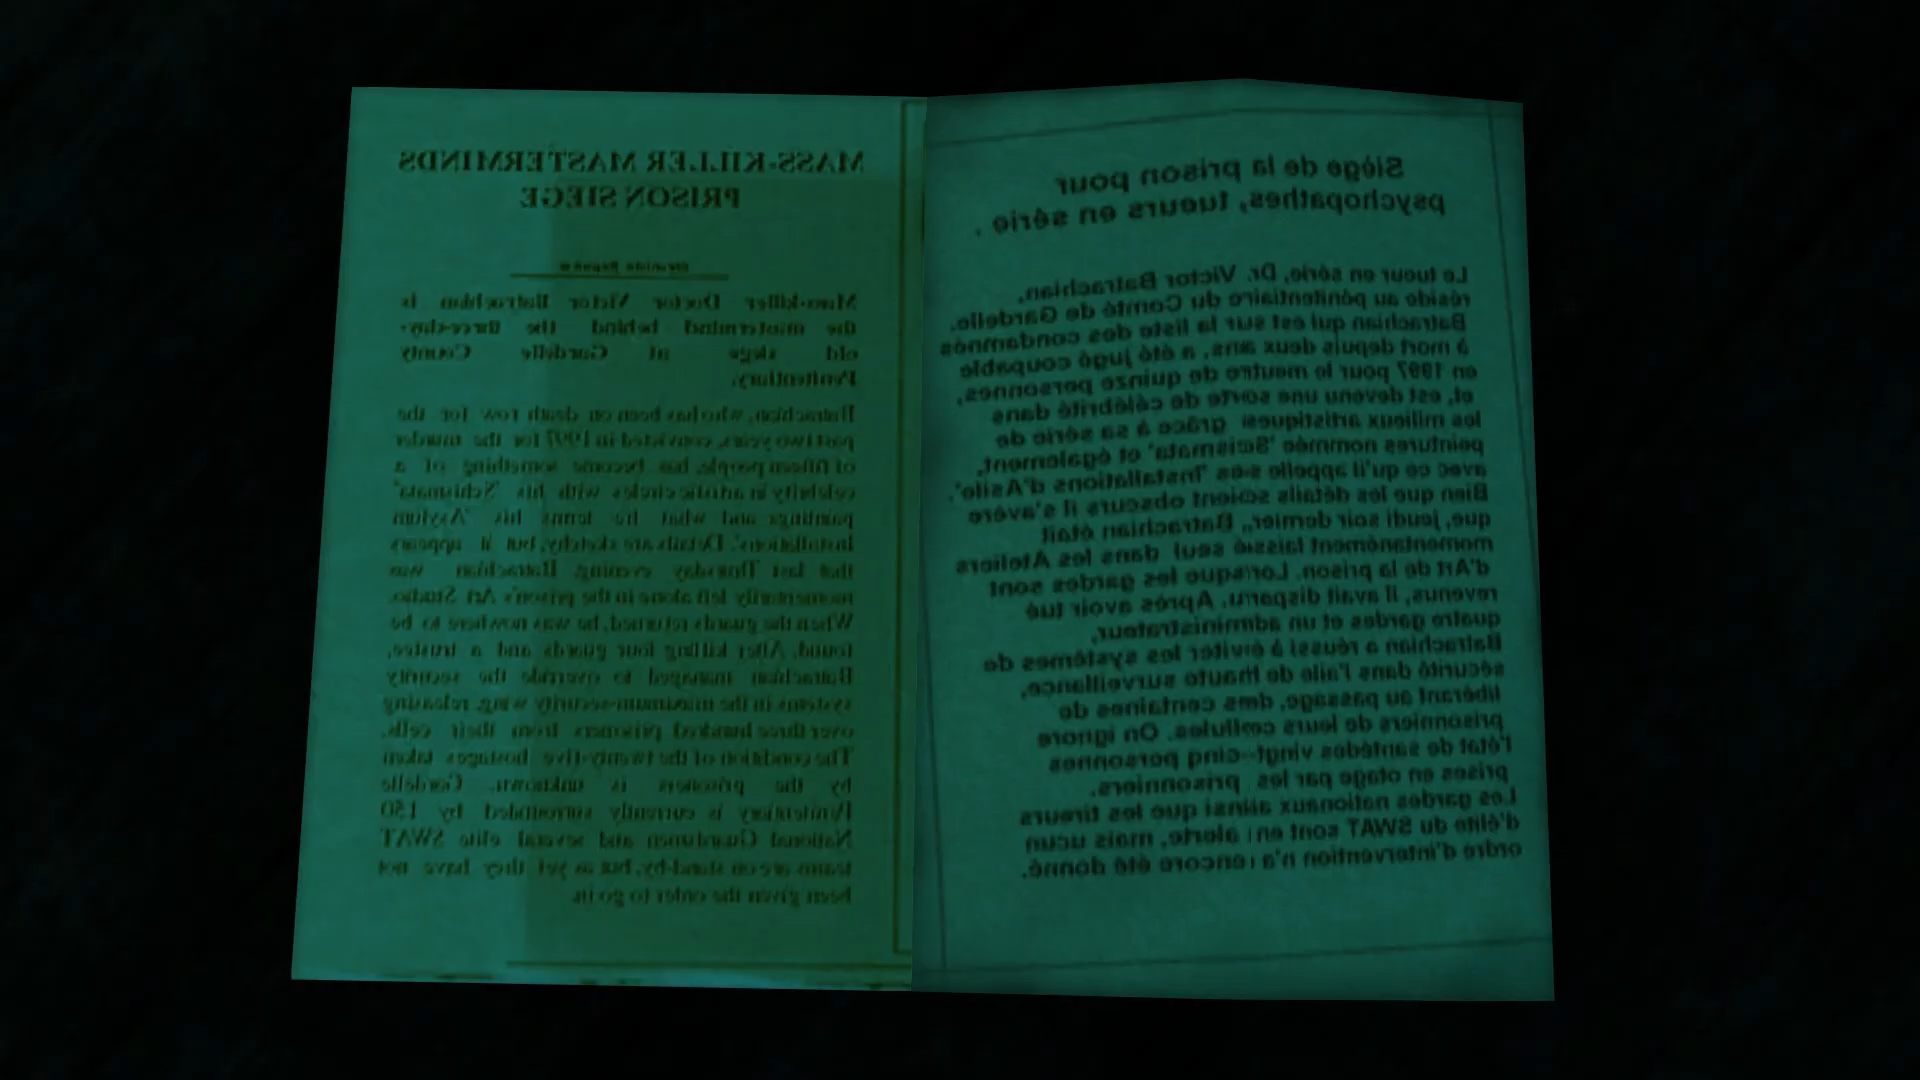 MASS-KILLER MASTERMINDS
PRISON SIEGE
Mass-killer Doctor Victor Batrachian is
the mastermind behind the three-day-
old siege at Gardelle County
Penitentiary.
Batrachian, who has been on death row for the
past two years, convicted in 1997 for the murder
of fifteen people, has become something of a
celebrity in artistic circles with his 'Schismata'
paintings and what he terms his 'Asylum
Installations'. Details are sketchy, but it appears
that last Thursday evening, Batrachian was
momentarily left alone in the prison's Art Studio.
When the guards returned, he was nowhere to be
found. After killing four guards and a trustee,
Batrachian managed to override the security
systems in the maximum-security wing, releasing
over three hundred prisoners from their cells.
The condition of the twenty-five hostages taken
by the prisoners is unknown. Gardelle
Penitentiary is currently surrounded by 150
National Guardsmen and several elite SWAT
teams are on stand-by, but as yet they have not
been given the order to go in.
Siège de la prison pour
psychopathes, tueurs en série .
Le tueur en série, Dr. Victor Batrachian,
réside au pénitentiaire du Comté de Gardelle.
Batrachian qui est sur la liste des condamnés
à mort depuis deux ans, a été jugé coupable
en 1997 pour le meurtre de quinze personnes,
et, est devenu une sorte de célébrité dans
les milieux artistiques grâce à sa série de
peintures nommée 'Scismata' et également,
avec ce qu'il appelle ses 'Installations d'Asile'.
Bien que les détails soient obscurs il s'avère
que, jeudi soir dernier, Batrachian était
momentanément laissé seul dans les Ateliers
d'Art de la prison. Lorsque les gardes sont
revenus, il avait disparu. Après avoir tué
quatre gardes et un administrateur,
Batrachian a réussi à éviter les systèmes de
sécurité dans l'aile de haute surveillance,
libérant au passage, des centaines de
prisonniers de leurs cellules. On ignore
l'état de santé des vingt-cinq personnes
prises en otage par les prisonniers.
Les gardes nationaux ainsi que les tireurs
d'élite du SWAT sont en alerte, mais ucun
ordre d'intervention n'a encore été donné.